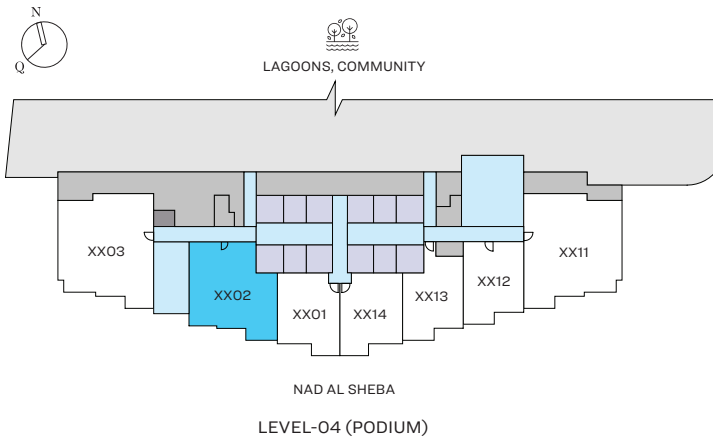 N
Q
LAGOONS, COMMUNITY
XX03
XX02
XX01
XX14
XX13
XX12
XX11
NAD AL SHEBA
LEVEL-04 (PODIUM)